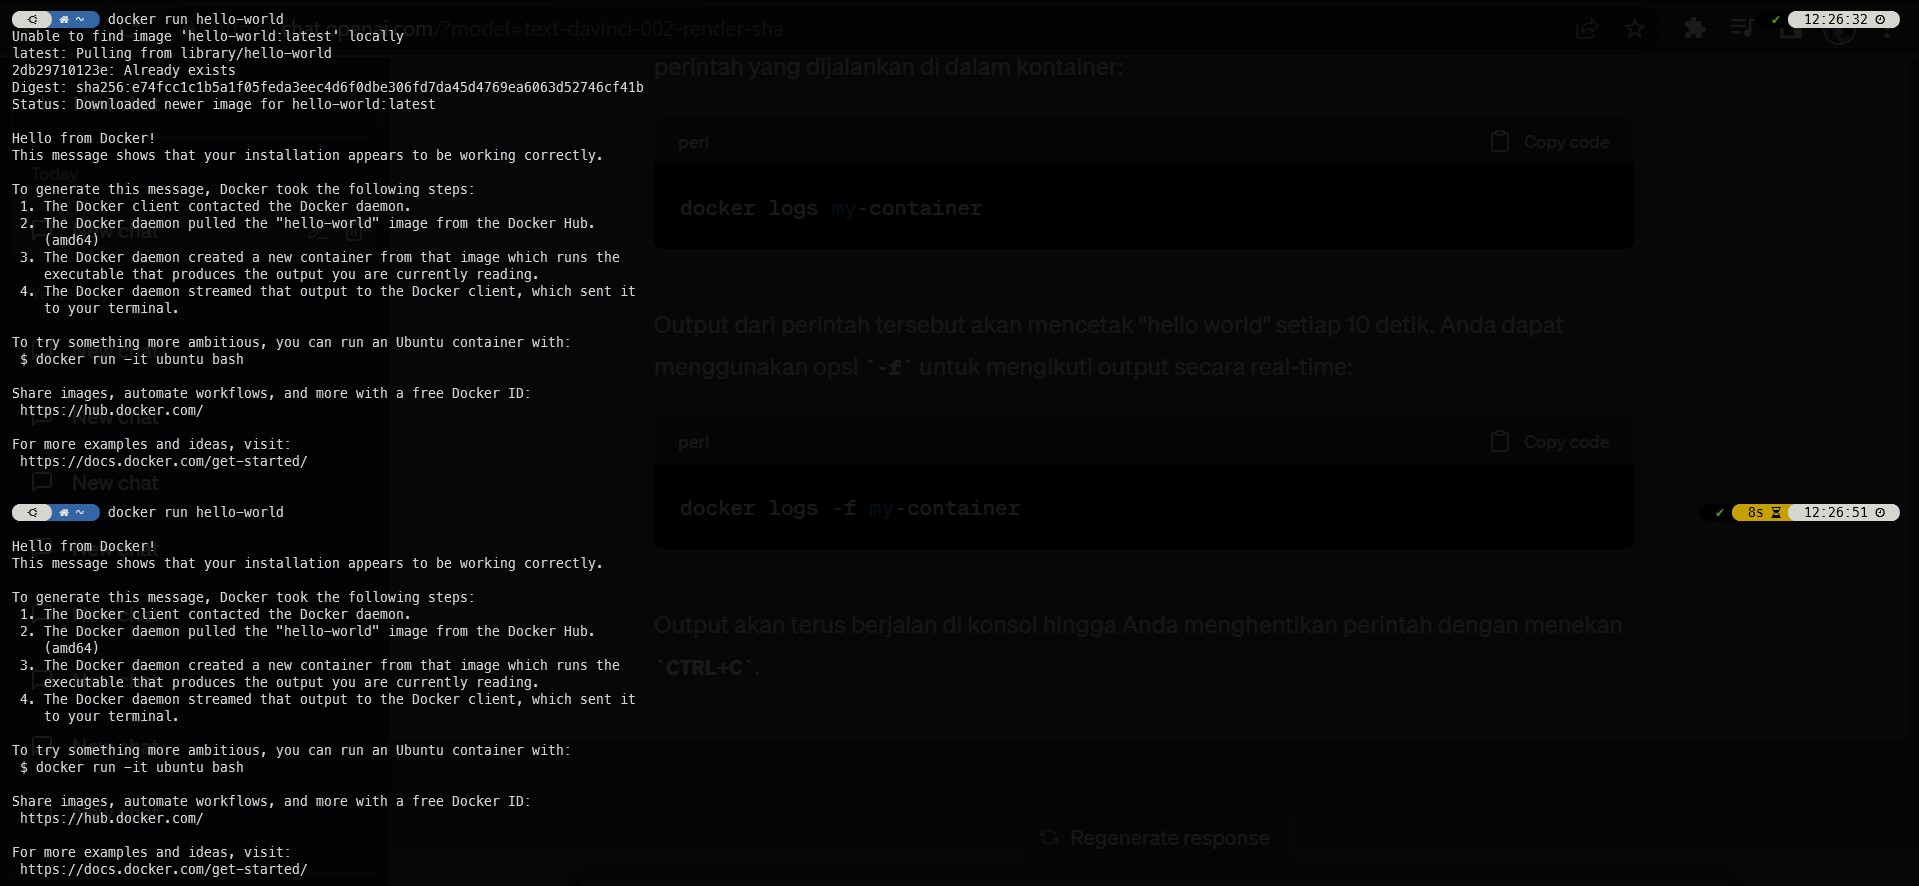 docker run hello-world
12:26:32
Unable to find image 'hello-world:latest' locally
latest: Pulling from library/hello-world
2db29710123e: Already exists
Digest: sha256:e74fcc1c1b5a1f05feda3eec4d6f0dbe306fd7da45d4769ea6063d52746cf41b
Status: Downloaded newer image for hello-world:latest
Hello from Docker!
This message shows that your installation appears to be working correctly.
To generate this message, Docker took the following steps:
1. The Docker client contacted the Docker daemon.
2. The Docker daemon pulled the "hello-world" image from the Docker Hub.
(amd64)
3. The Docker daemon created a new container from that image which runs the
executable that produces the output you are currently reading.
4. The Docker daemon streamed that output to the Docker client, which sent it
to your terminal.
To try something more ambitious, you can run an Ubuntu container with:
$ docker run -it ubuntu bash
Share images, automate workflows, and more with a free Docker ID:
https://hub.docker.com/
For more examples and ideas, visit:
https://docs.docker.com/get-started/
docker run hello-world
8s
12:26:51
Hello from Docker!
This message shows that your installation appears to be working correctly.
To generate this message, Docker took the following steps:
1. The Docker client contacted the Docker daemon.
2. The Docker daemon pulled the "hello-world" image from the Docker Hub.
(amd64)
3. The Docker daemon created a new container from that image which runs the
executable that produces the output you are currently reading.
4. The Docker daemon streamed that output to the Docker client, which sent it
to your terminal.
To try something more ambitious, you can run an Ubuntu container with:
$ docker run -it ubuntu bash
Share images, automate workflows, and more with a free Docker ID:
https://hub.docker.com/
For more examples and ideas, visit:
https://docs.docker.com/get-started/
chat.openai.com/?model=text-davinci-002-render-sha
perintah yang dijalankan di dalam kontainer:
perl
Copy code
docker logs my-container
Output dari perintah tersebut akan mencetak "hello world" setiap 10 detik. Anda dapat
menggunakan opsi `-f` untuk mengikuti output secara real-time:
perl
Copy code
docker logs -f my-container
Output akan terus berjalan di konsol hingga Anda menghentikan perintah dengan menekan
`CTRL+C`.
Regenerate response
Today
New chat
New chat
New chat